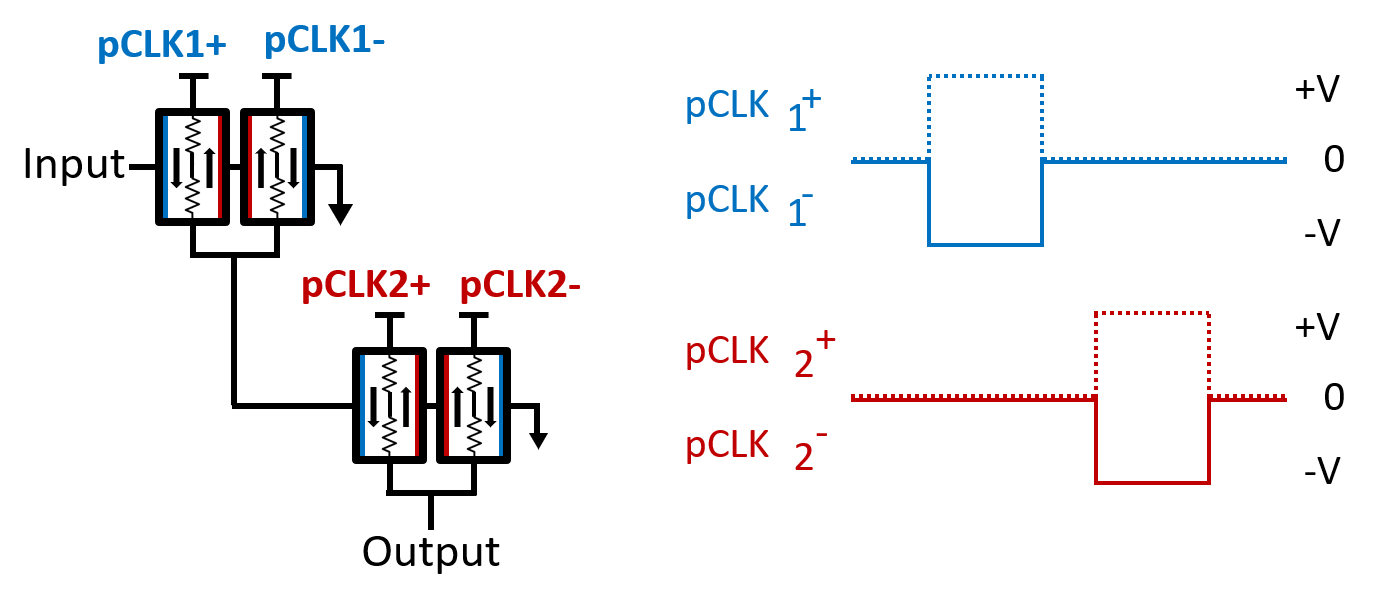 pCLK1+ pCLK1-
Input
pCLK2+ pCLK2-
Output
pCLK 1+
pCLK 1-
+V
0
-V
pCLK 2+
pCLK 2-
+V
0
-V